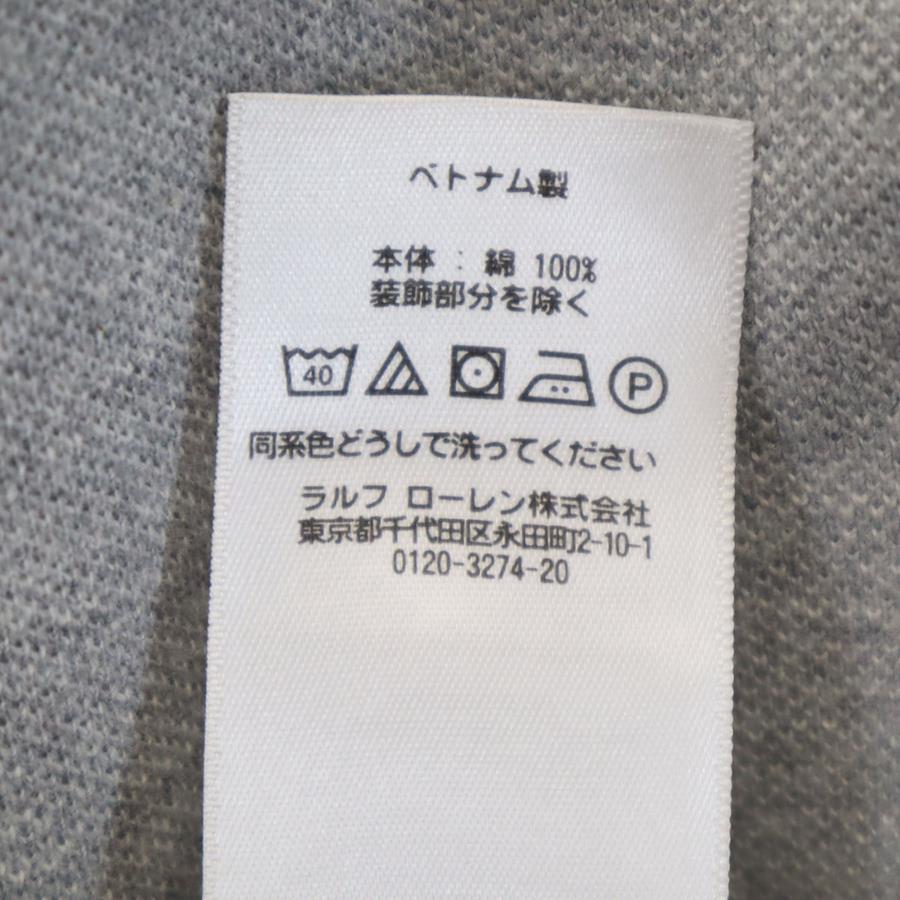 ベトナム製
本体 : 綿 100%
装飾部分を除く
40 P
同系色どうしで洗ってください
ラルフ ローレン株式会社
東京都千代田区永田町2-10-1
0120-3274-20